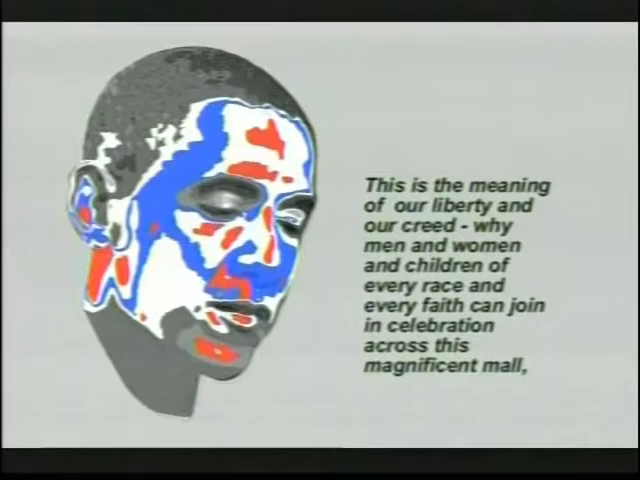 This is the meaning
of our liberty and
our creed - why
men and women
and children of
every race and
every faith can join
in celebration
across this
magnificent mall,